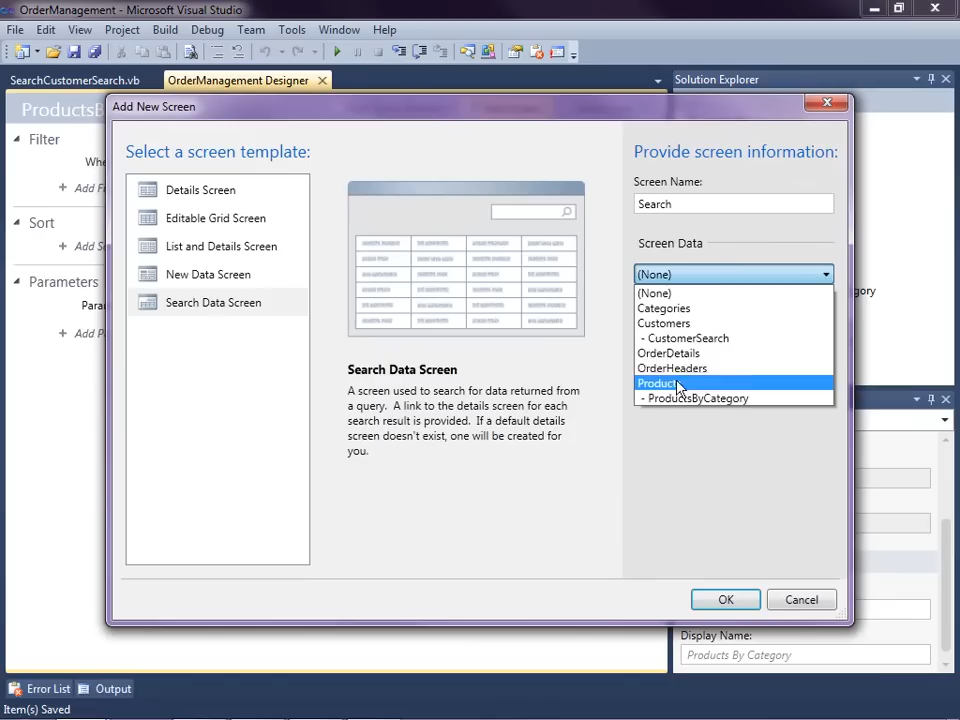 OrderManagement - Microsoft Visual Studio
File Edit View Project Build Debug Team Tools Window Help
SearchCustomerSearch.vb OrderManagement Designer
Solution Explorer
ProductsB
Filter
Whe
Add Fi
Sort
Add S
Parameters
Paran
Add
Add New Screen
Select a screen template:
Details Screen
Editable Grid Screen
List and Details Screen
New Data Screen
Search Data Screen
Search Data Screen
A screen used to search for data returned from
a query. A link to the details screen for each
search result is provided. If a default details
screen doesn't exist, one will be created for
you.
Provide screen information:
Screen Name:
Search
Screen Data
(None)
(None)
Categories
Customers
- CustomerSearch
OrderDetails
OrderHeaders
Product
- ProductsByCategory
OK Cancel
Display Name:
Products By Category
Error List Output
Item(s) Saved